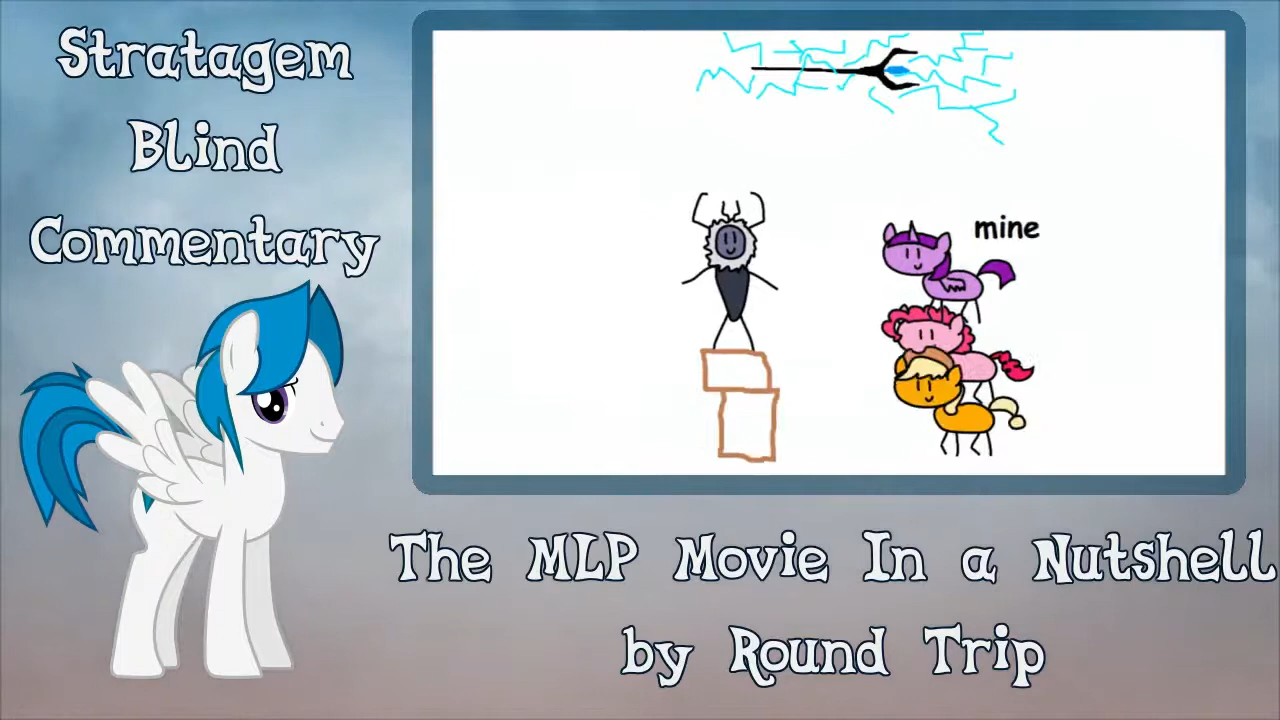 Stratagem
Blind
Commentary
mine
The MLP Movie In a Nutshell
by Round Trip